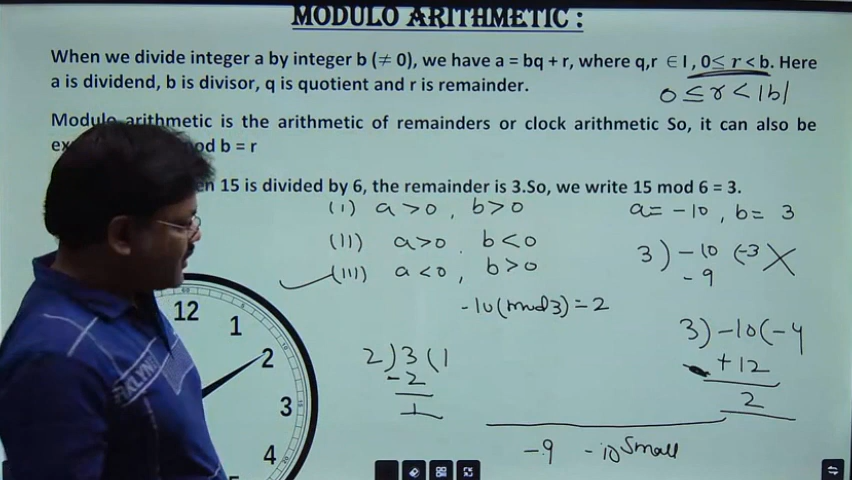 MODULO ARITHMETIC :
When we divide integer a by integer b (≠ 0), we have a = bq + r, where q,r ∈ I , 0≤ r < b. Here
a is dividend, b is divisor, q is quotient and r is remainder.
0 ≤ r < |b|
Modulo arithmetic is the arithmetic of remainders or clock arithmetic So, it can also be
b = r
15 is divided by 6, the remainder is 3.So, we write 15 mod 6 = 3.
(I) a > 0 , b > 0
a = -10 , b = 3
(II) a > 0 , b < 0
3 ) -10 (-3 ✗
- 9
(III) a < 0 , b > 0
-10 (mod 3) = 2
12
1
2
3
4
2 ) 3 ( 1
- 2
1
3 ) -10 ( -4
+ 12
2
-9 -10 Small